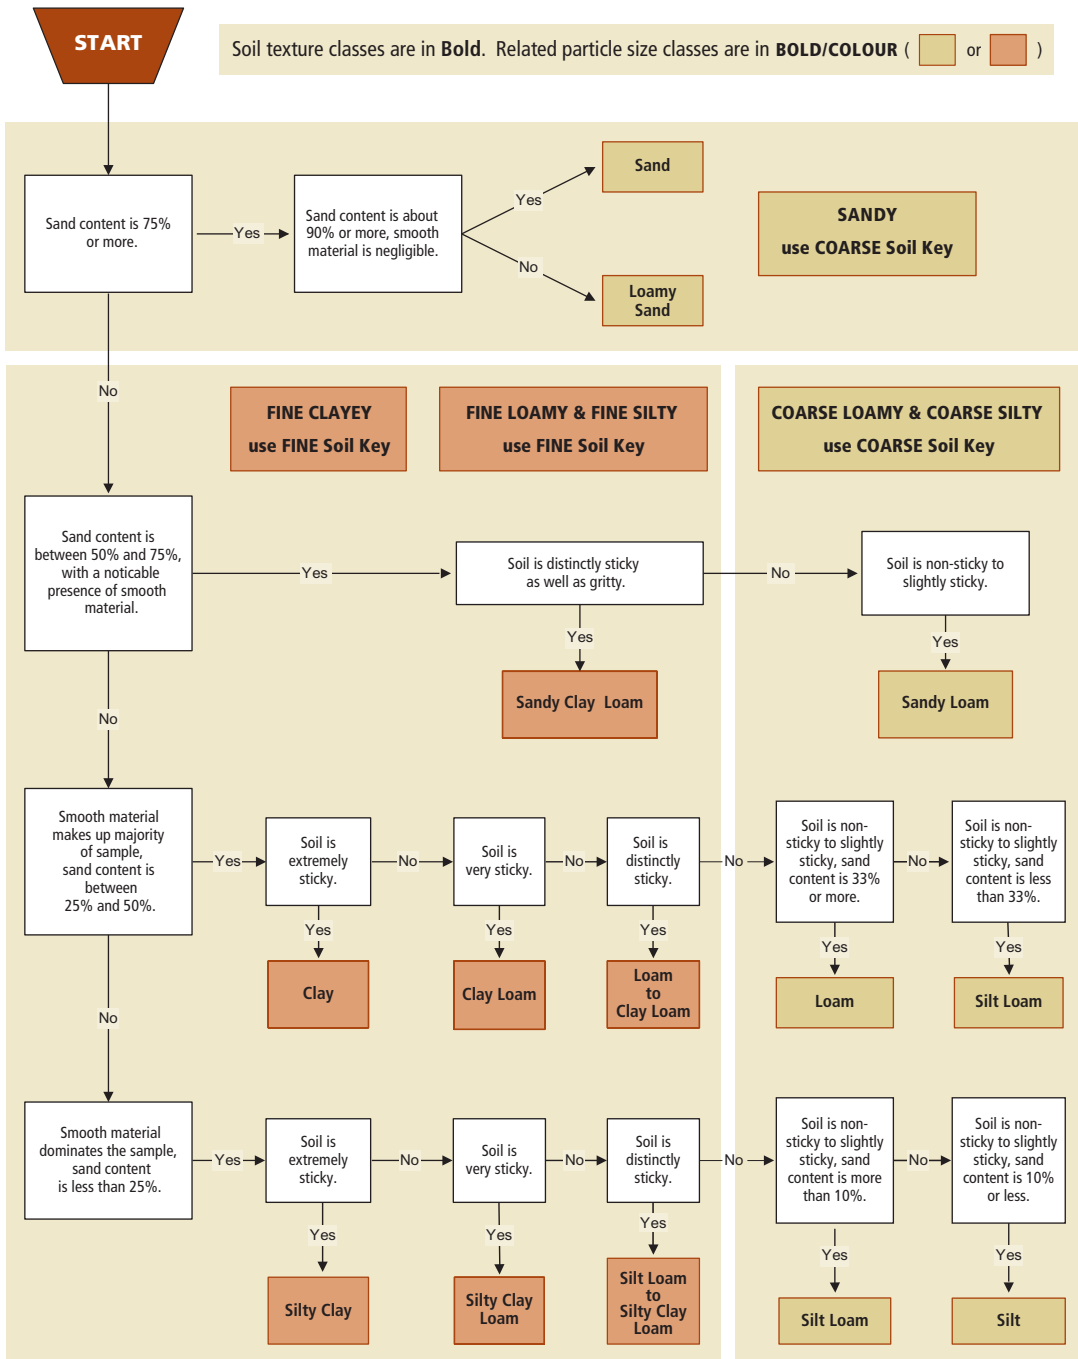 START
Soil texture classes are in Bold. Related particle size classes are in BOLD/COLOUR ( or )
Sand content is 75%
or more.
Yes
Sand content is about
90% or more, smooth
material is negligible.
Yes
Sand
No
Loamy
Sand
SANDY
use COARSE Soil Key
No
FINE CLAYEY
use FINE Soil Key
FINE LOAMY & FINE SILTY
use FINE Soil Key
COARSE LOAMY & COARSE SILTY
use COARSE Soil Key
Sand content is
between 50% and 75%,
with a noticable
presence of smooth
material.
Yes
Soil is distinctly sticky
as well as gritty.
No
Soil is non-sticky to
slightly sticky.
Yes
Yes
Sandy Clay Loam
Sandy Loam
No
Smooth material
makes up majority
of sample,
sand content is
between
25% and 50%.
Yes
Soil is
extremely
sticky.
No
Soil is
very sticky.
No
Soil is
distinctly
sticky.
No
Soil is non-
sticky to slightly
sticky, sand
content is 33%
or more.
No
Soil is non-
sticky to slightly
sticky, sand
content is less
than 33%.
Yes
Yes
Yes
Yes
Yes
Clay
Clay Loam
Loam
to
Clay Loam
Loam
Silt Loam
No
Smooth material
dominates the sample,
sand content
is less than 25%.
Yes
Soil is
extremely
sticky.
No
Soil is
very sticky.
No
Soil is
distinctly
sticky.
No
Soil is non-
sticky to slightly
sticky, sand
content is more
than 10%.
No
Soil is non-
sticky to slightly
sticky, sand
content is 10%
or less.
Yes
Yes
Yes
Yes
Yes
Silty Clay
Silty Clay
Loam
Silt Loam
to
Silty Clay
Loam
Silt Loam
Silt